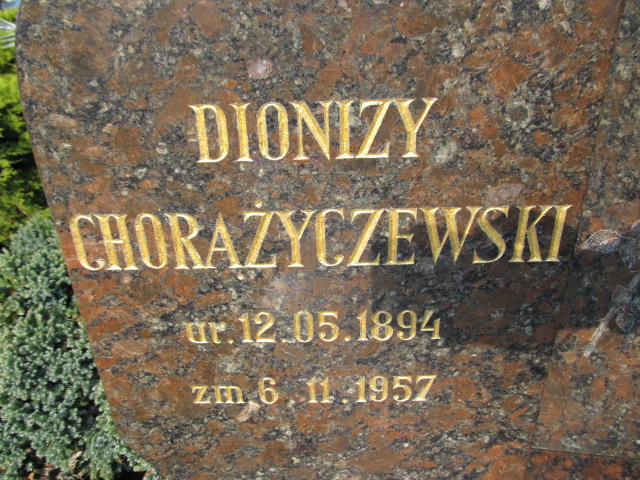 DIONIZY
CHORAŻYCZEWSKI
ur. 12.05.1894
zm. 6.11.1957